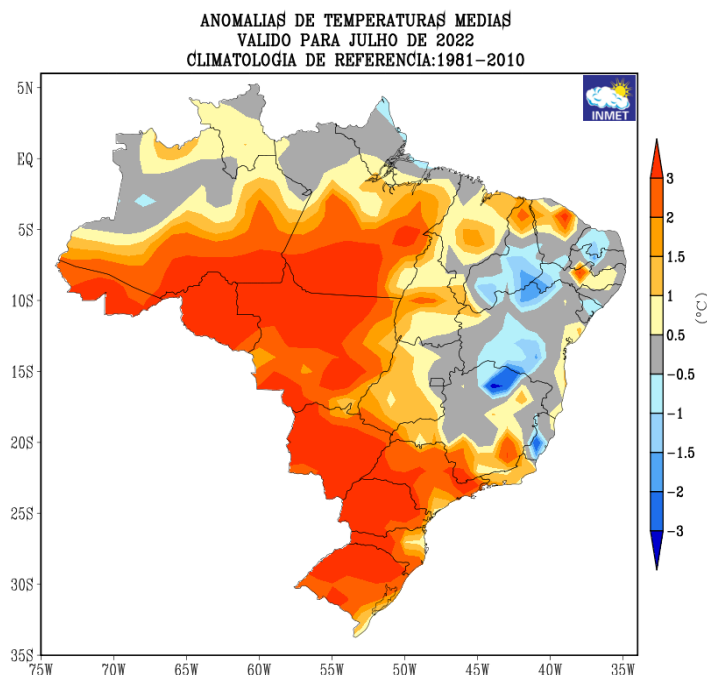 ANOMALIAS DE TEMPERATURAS MEDIAS
VALIDO PARA JULHO DE 2022
CLIMATOLOGIA DE REFERENCIA:1981-2010
INMET
5N
EQ
5S
10S
15S
20S
25S
30S
35S
75W 70W 65W 60W 55W 50W 45W 40W 35W
3
2
1.5
1
0.5
-0.5
-1
-1.5
-2
-3
(°C)